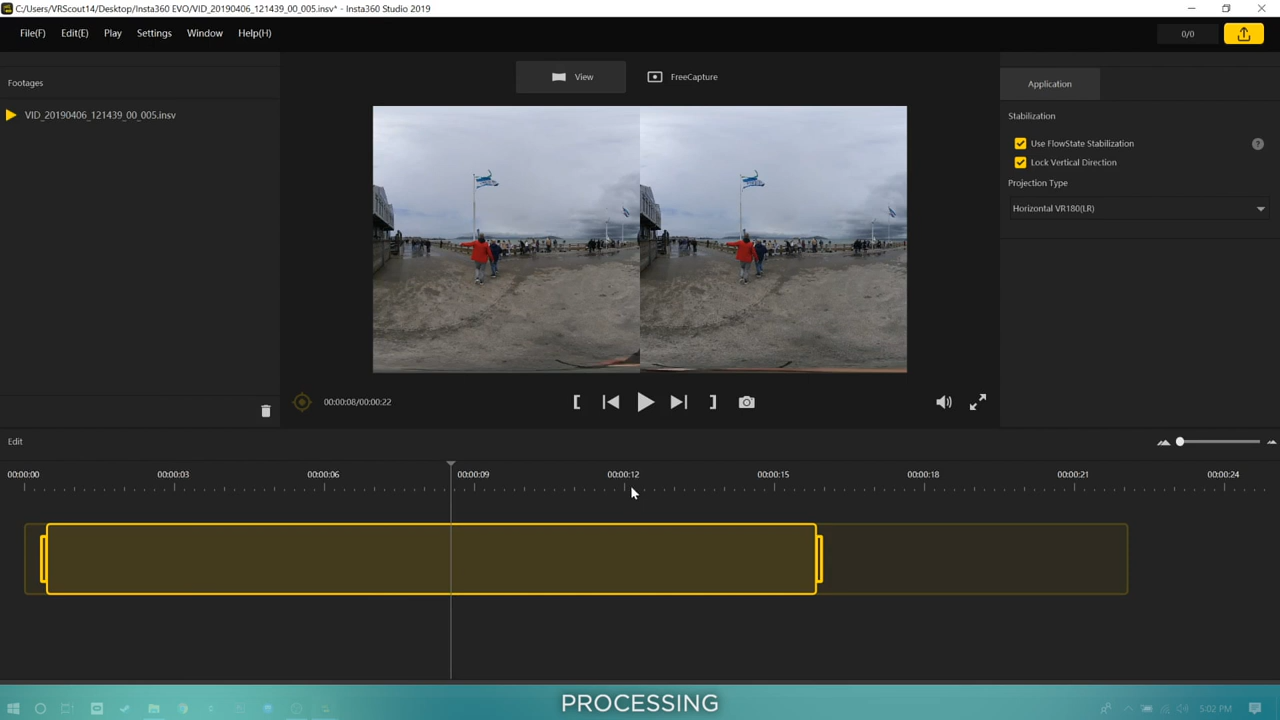 C:/Users/VRScout14/Desktop/Insta360 EVO/VID_20190406_121439_00_005.insv* - Insta360 Studio 2019
File(F) Edit(E) Play Settings Window Help(H)
0/0
Footages
View
FreeCapture
Application
VID_20190406_121439_00_005.insv
Stabilization
Use FlowState Stabilization
?
Lock Vertical Direction
Projection Type
Horizontal VR180(LR)
00:00:08/00:00:22
Edit
00:00:00 00:00:03 00:00:06 00:00:09 00:00:12 00:00:15 00:00:18 00:00:21 00:00:24
PROCESSING
5:02 PM